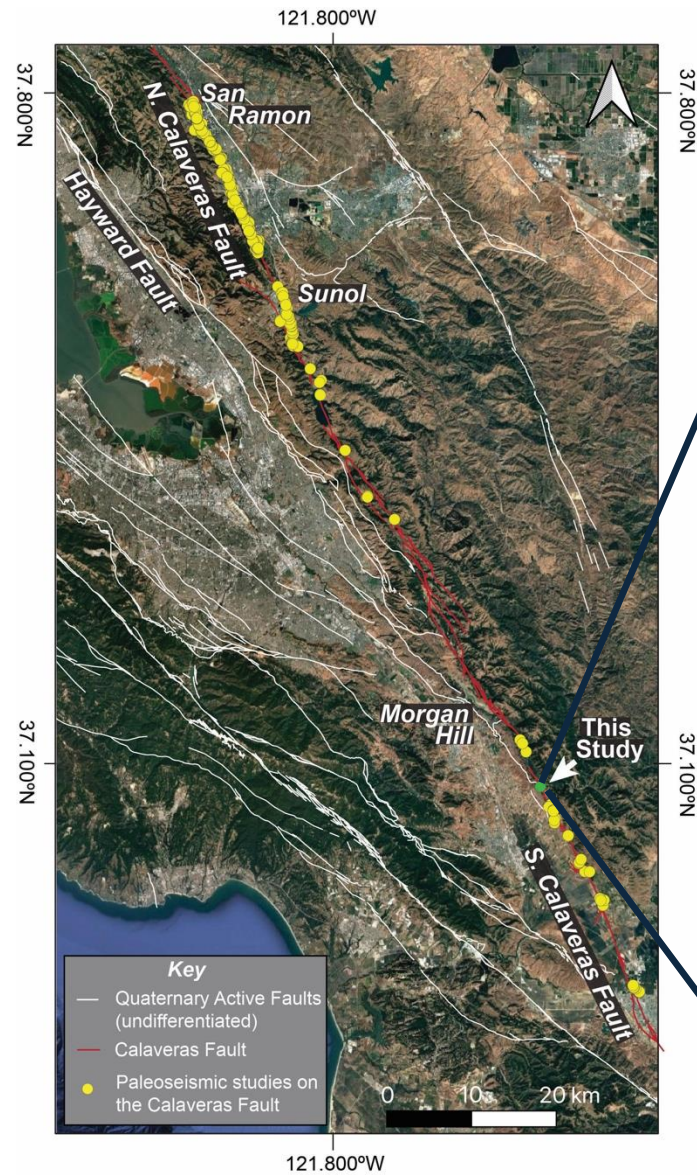 121.800ºW
37.800ºN
37.800ºN
San
Ramon
N. Calaveras Fault
Hayward Fault
Sunol
Morgan
Hill
This
Study
37.100ºN
37.100ºN
S. Calaveras Fault
Key
Quaternary Active Faults
(undifferentiated)
Calaveras Fault
Paleoseismic studies on
the Calaveras Fault
0 10 20 km
121.800ºW